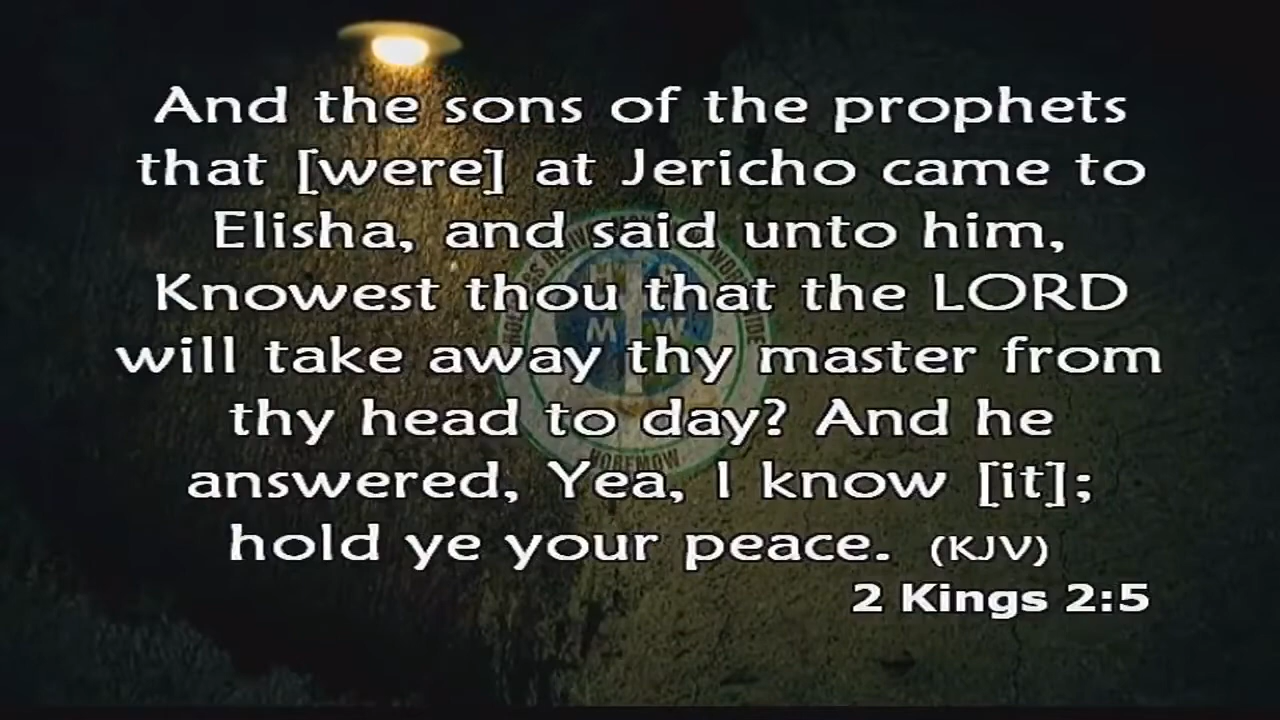 And the sons of the prophets
that [were] at Jericho came to
Elisha, and said unto him,
Knowest thou that the LORD
will take away thy master from
thy head to day? And he
answered, Yea, I know [it];
hold ye your peace. (KJV)
2 Kings 2:5
HOREMOW